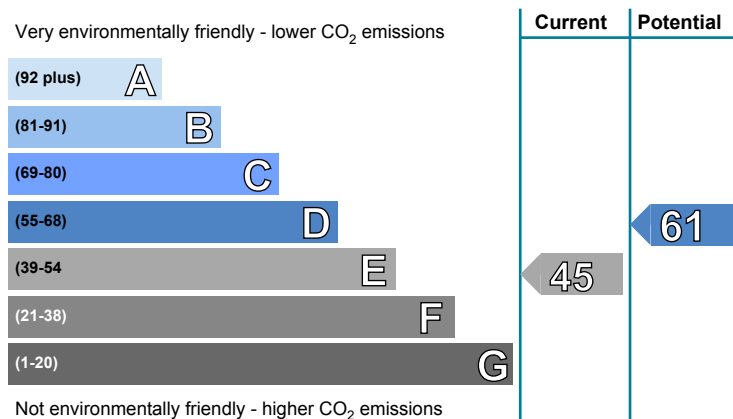 Current Potential
Very environmentally friendly - lower CO2 emissions
(92 plus) A
(81-91) B
(69-80) C
(55-68) D 61
(39-54 E 45
(21-38) F
(1-20) G
Not environmentally friendly - higher CO2 emissions